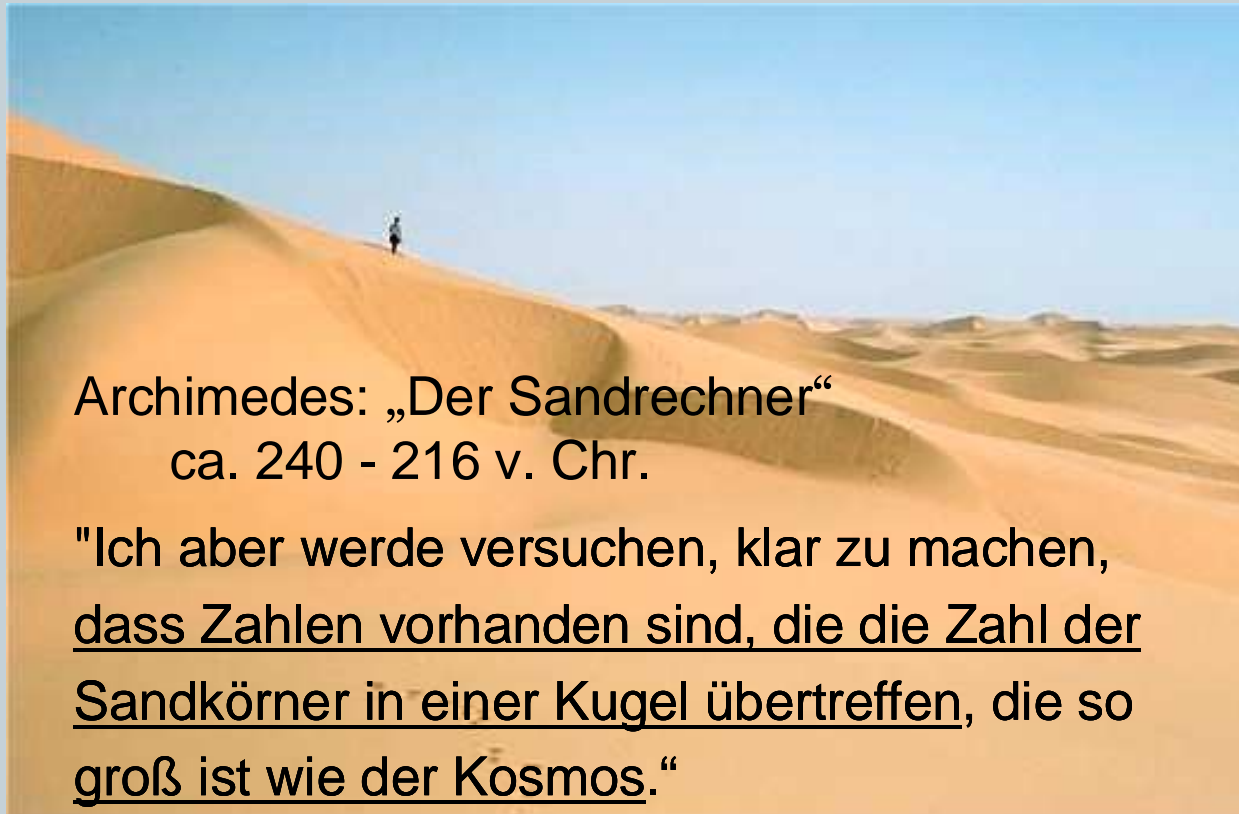 Archimedes: „Der Sandrechner“
ca. 240 - 216 v. Chr.
"Ich aber werde versuchen, klar zu machen,
dass Zahlen vorhanden sind, die die Zahl der
Sandkörner in einer Kugel übertreffen, die so
groß ist wie der Kosmos.“